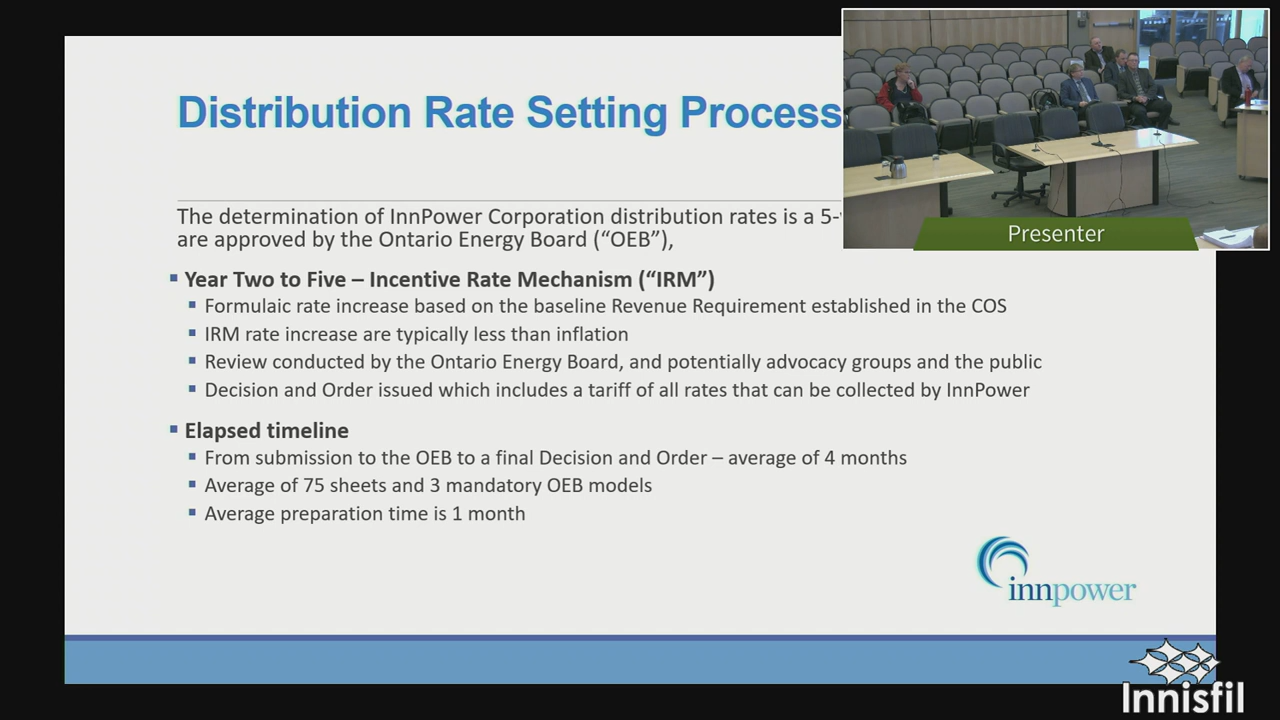 Distribution Rate Setting Process
The determination of InnPower Corporation distribution rates is a 5-
are approved by the Ontario Energy Board (“OEB”),
Year Two to Five – Incentive Rate Mechanism (“IRM”)
Formulaic rate increase based on the baseline Revenue Requirement established in the COS
IRM rate increase are typically less than inflation
Review conducted by the Ontario Energy Board, and potentially advocacy groups and the public
Decision and Order issued which includes a tariff of all rates that can be collected by InnPower
Elapsed timeline
From submission to the OEB to a final Decision and Order – average of 4 months
Average of 75 sheets and 3 mandatory OEB models
Average preparation time is 1 month
innpower
Presenter
Innisfil